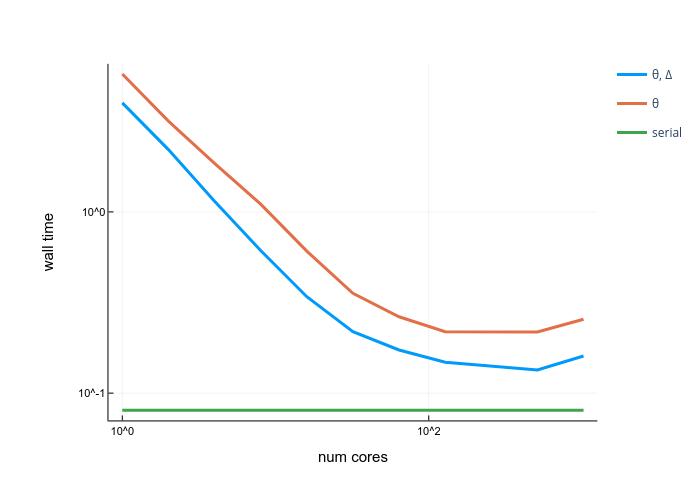 θ, Δ
θ
serial
wall time
10^0
10^-1
10^0
10^2
num cores